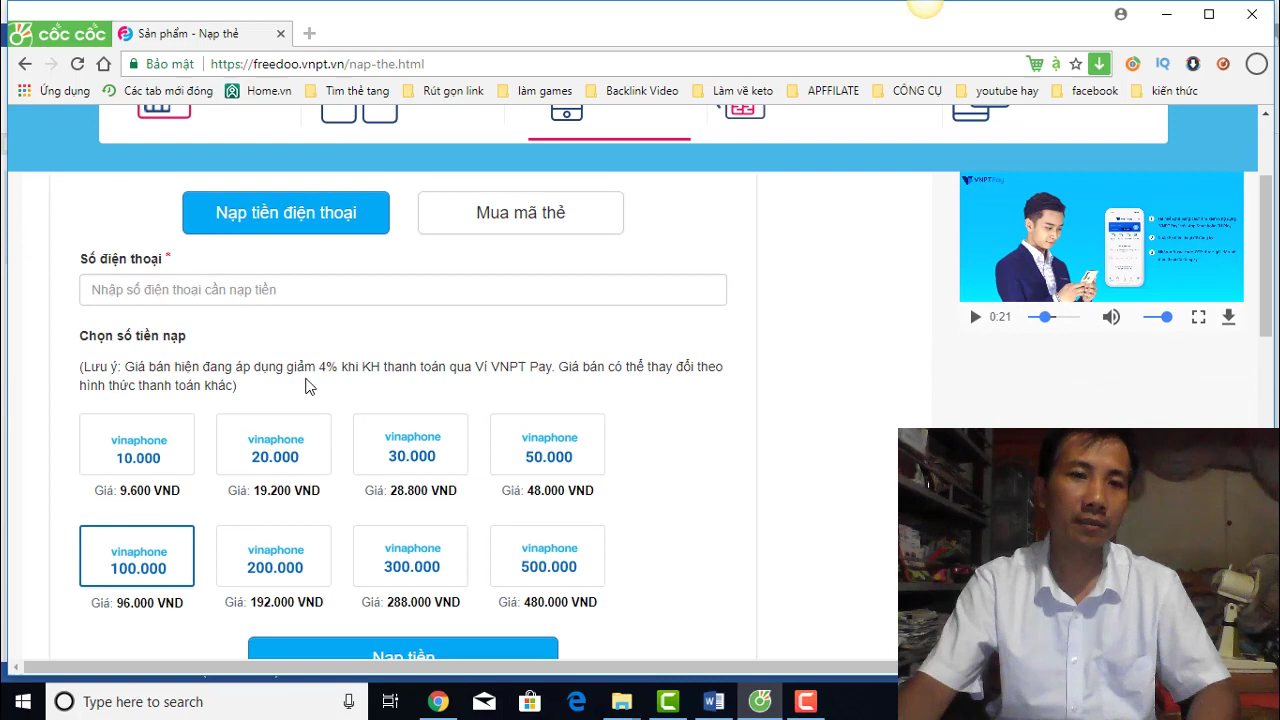 cốc cốc
Sản phẩm - Nạp thẻ
Bảo mật
https://freedoo.vnpt.vn/nap-the.html
Ứng dụng
Các tab mới đóng
Home.vn
Tìm thẻ tang
Rút gọn link
làm games
Backlink Video
Làm vẽ keto
APFFILATE
CÔNG CỤ
youtube hay
facebook
kiến thức
Nạp tiền điện thoại
Mua mã thẻ
VNPT Pay
Số điện thoại *
Nhập số điện thoại cần nạp tiền
0:21
Chọn số tiền nạp
(Lưu ý: Giá bán hiện đang áp dụng giảm 4% khi KH thanh toán qua Ví VNPT Pay. Giá bán có thể thay đổi theo
hình thức thanh toán khác)
vinaphone 10.000
vinaphone 20.000
vinaphone 30.000
vinaphone 50.000
Giá: 9.600 VND
Giá: 19.200 VND
Giá: 28.800 VND
Giá: 48.000 VND
vinaphone 100.000
vinaphone 200.000
vinaphone 300.000
vinaphone 500.000
Giá: 96.000 VND
Giá: 192.000 VND
Giá: 288.000 VND
Giá: 480.000 VND
Nạp tiền
Type here to search